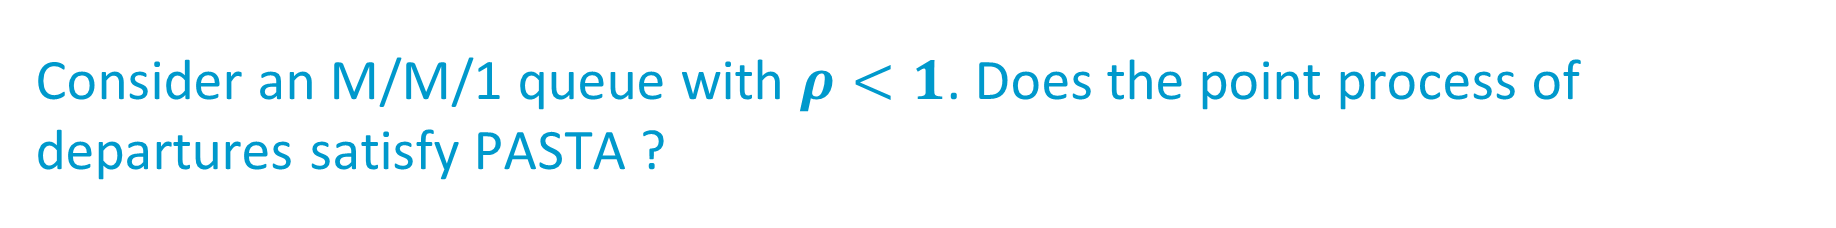 Consider an M/M/1 queue with ρ < 1. Does the point process of
departures satisfy PASTA ?